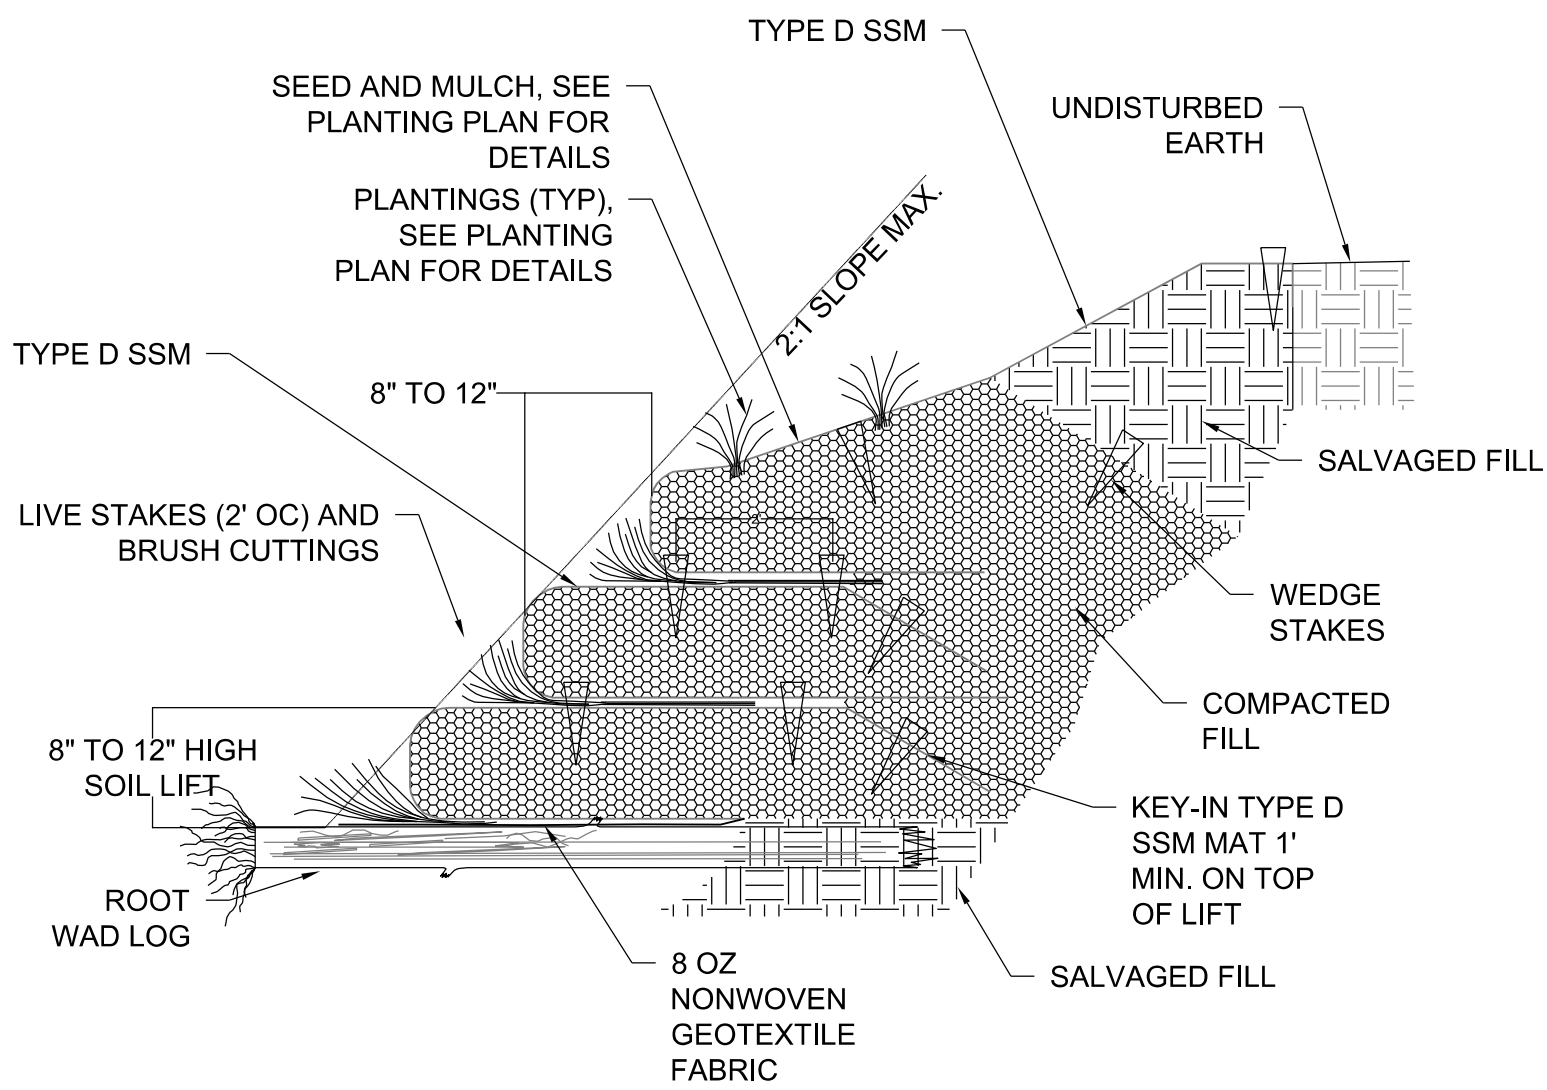 TYPE D SSM
SEED AND MULCH, SEE
PLANTING PLAN FOR
DETAILS
UNDISTURBED
EARTH
PLANTINGS (TYP),
SEE PLANTING
PLAN FOR DETAILS
2:1 SLOPE MAX.
TYPE D SSM
8" TO 12"
SALVAGED FILL
LIVE STAKES (2' OC) AND
BRUSH CUTTINGS
2'
WEDGE
STAKES
COMPACTED
FILL
8" TO 12" HIGH
SOIL LIFT
KEY-IN TYPE D
SSM MAT 1'
MIN. ON TOP
OF LIFT
ROOT
WAD LOG
8 OZ
NONWOVEN
GEOTEXTILE
FABRIC
SALVAGED FILL